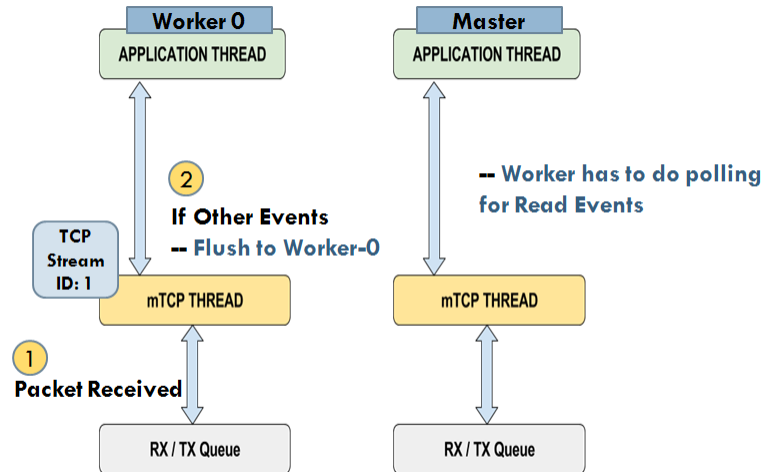 Worker 0
APPLICATION THREAD
Master
APPLICATION THREAD
2
If Other Events
-- Flush to Worker-0
-- Worker has to do polling
for Read Events
TCP
Stream
ID: 1
mTCP THREAD
mTCP THREAD
1
Packet Received
RX / TX Queue
RX / TX Queue